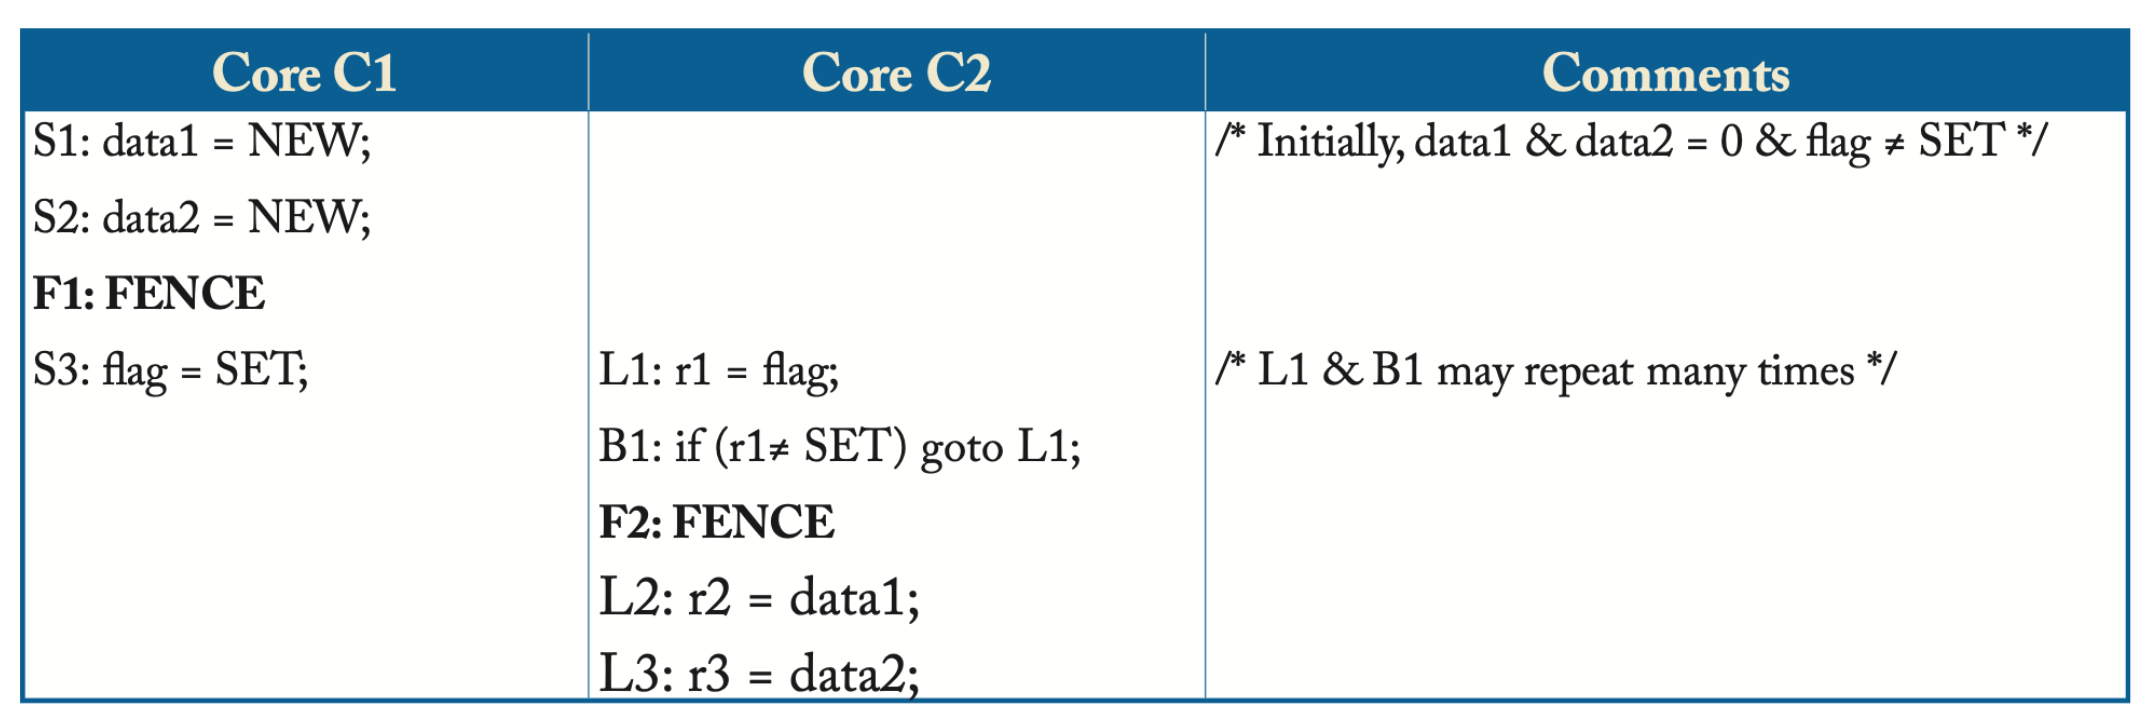 Core C1 Core C2 Comments
S1: data1 = NEW; /* Initially, data1 & data2 = 0 & flag ≠ SET */
S2: data2 = NEW;
F1: FENCE
S3: flag = SET; L1: r1 = flag; /* L1 & B1 may repeat many times */
B1: if (r1≠ SET) goto L1;
F2: FENCE
L2: r2 = data1;
L3: r3 = data2;